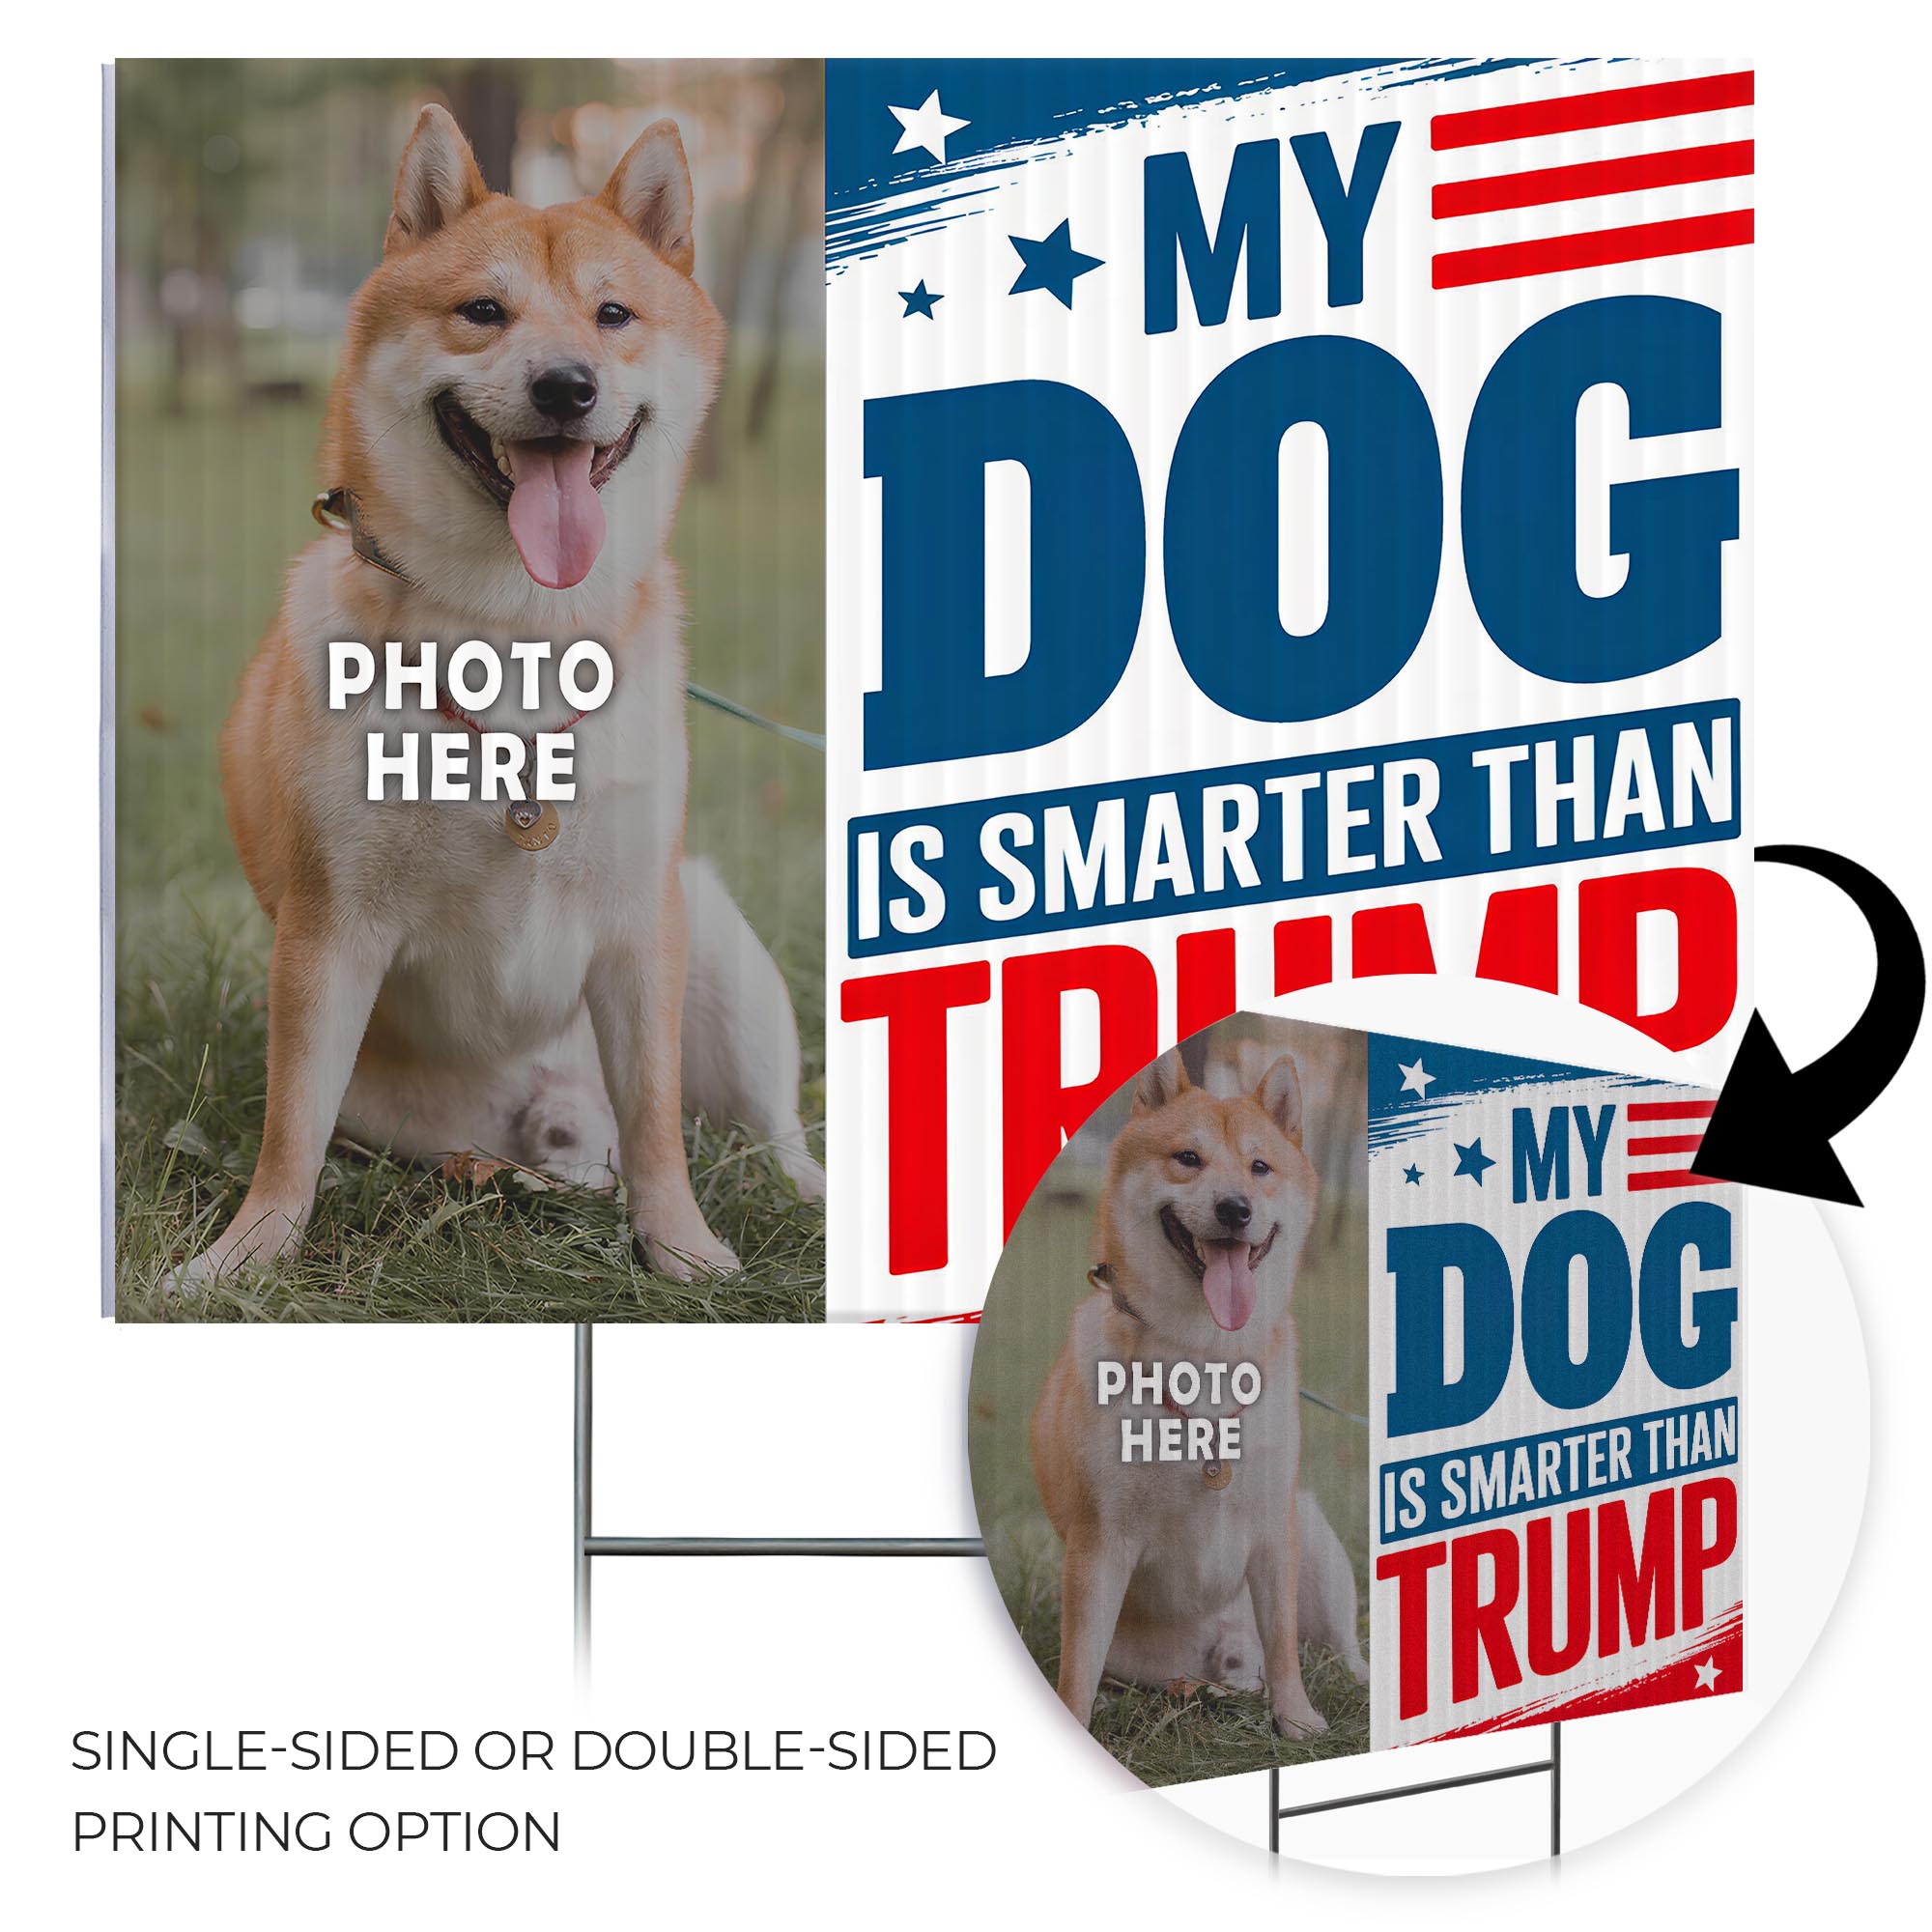 MY
DOG
IS SMARTER THAN
TRUMP
PHOTO
HERE
MY
DOG
IS SMARTER THAN
TRUMP
PHOTO
HERE
SINGLE-SIDED OR DOUBLE-SIDED
PRINTING OPTION